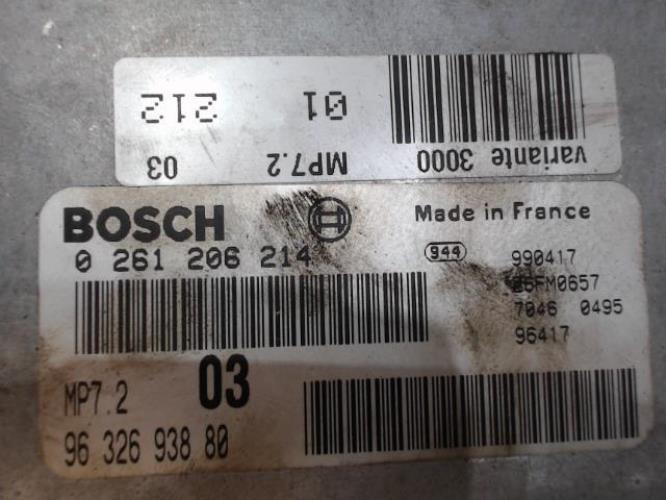 variante 3000 MP7.2 03
01 212
BOSCH
Made in France
0 261 206 214
944
990417
7046 0495
96417
MP7.2
03
96 326 938 80